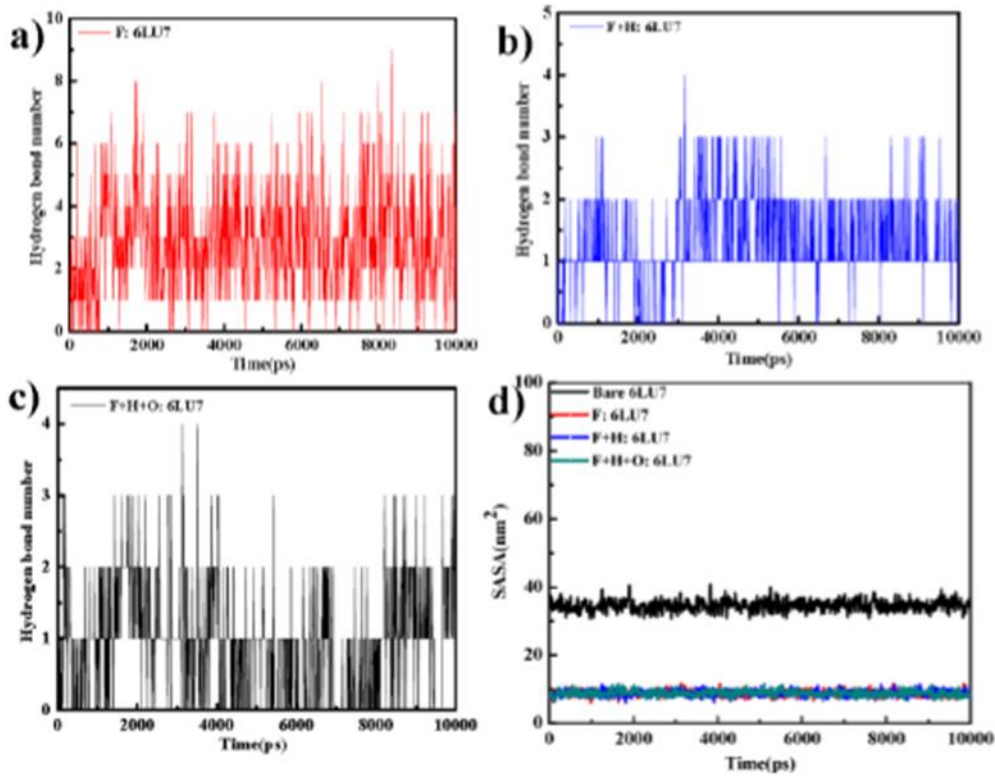 a)
F: 6LU7
Hydrogen bond number
10
8
6
4
2
0
0 2000 4000 6000 8000 10000
Time(ps)
b)
F+H: 6LU7
Hydrogen bond number
5
4
3
2
1
0
0 2000 4000 6000 8000 10000
Time(ps)
c)
F+H+O: 6LU7
Hydrogen bond number
4
3
2
1
0
0 2000 4000 6000 8000 10000
Time(ps)
d)
Bare 6LU7
F: 6LU7
F+H: 6LU7
F+H+O: 6LU7
SASA(nm²)
100
80
60
40
20
0
0 2000 4000 6000 8000 10000
Time(ps)